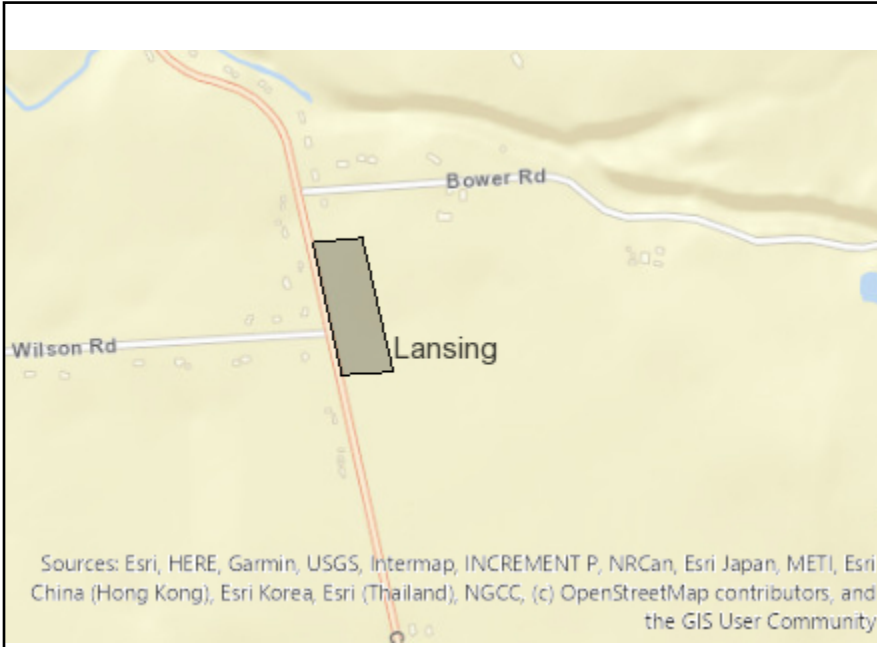 Bower Rd
Wilson Rd
Lansing
Sources: Esri, HERE, Garmin, USGS, Intermap, INCREMENT P, NRCan, Esri Japan, METI, Esri
China (Hong Kong), Esri Korea, Esri (Thailand), NGCC, (c) OpenStreetMap contributors, and
the GIS User Community